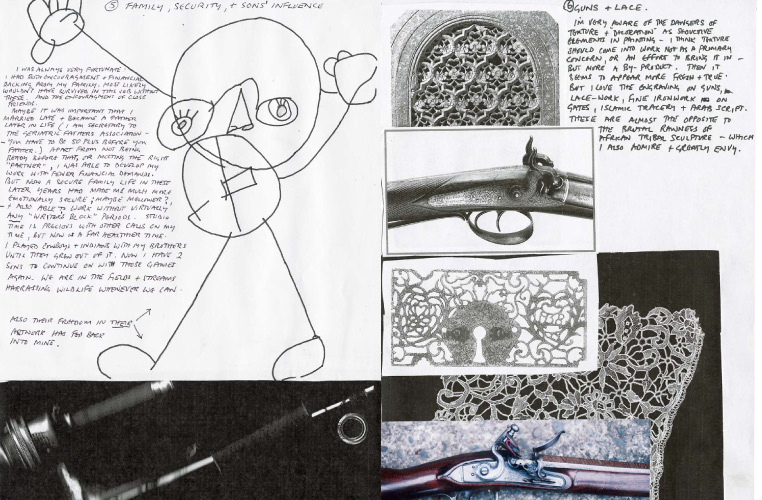 ⑤ FAMILY, SECURITY, + SONS' INFLUENCE
I WAS ALWAYS VERY FORTUNATE -
I HAD BOTH ENCOURAGEMENT + FINANCIAL
BACKING FROM MY FAMILY. MOST LIKELY
WOULDN'T HAVE SURVIVED IN THIS JOB WITHOUT
THESE AND THE ENCOURAGEMENT OF CLOSE
FRIENDS.
MAYBE IT WAS IMPORTANT THAT I
MARRIED LATE + BECAME A FATHER
LATER IN LIFE (I AM SECRETARY TO
THE GERIATRIC FATHERS ASSOCIATION -
YOU HAVE TO BE 50 PLUS BEFORE YOU
FATHER.) APART FROM NOT BEING
READY BEFORE THAT, OR MEETING THE RIGHT
"PARTNER", I WAS ABLE TO DEVELOP MY
WORK WITH FEWER FINANCIAL DEMANDS.
BUT NOW A SECURE FAMILY LIFE IN THESE
LATER YEARS HAS MADE ME MUCH MORE
EMOTIONALLY SECURE; MAYBE MELLOWER?,
+ ALSO ABLE TO WORK WITHOUT VIRTUALLY
ANY "WRITER'S BLOCK" PERIODS. STUDIO
TIME IS PRECIOUS WITH OTHER CALLS ON MY
TIME, BUT NOW IS A FAR HEALTHIER TIME.
I PLAYED COWBOYS + INDIANS WITH MY BROTHERS
UNTIL THEY GREW OUT OF IT. NOW I HAVE 2
SONS TO CONTINUE ON WITH THOSE GAMES
AGAIN. WE ARE IN THE FIELDS + STREAMS
HARRASSING WILDLIFE WHENEVER WE CAN -
ALSO THEIR FREEDOM IN THEIR
ARTWORK HAS FED BACK
INTO MINE.
⑥ GUNS + LACE.
I'M VERY AWARE OF THE DANGERS OF
TEXTURE + DECORATION AS SEDUCTIVE
ELEMENTS IN PAINTING - I THINK TEXTURE
SHOULD COME INTO WORK NOT AS A PRIMARY
CONCERN, OR AN EFFORT TO BRING IT IN -
BUT MORE A BY-PRODUCT. THEN IT
SEEMS TO APPEAR MORE FRESH + TRUE.
BUT I LOVE THE ENGRAVING ON GUNS,
LACE-WORK, FINE IRONWORK ON
GATES, ISLAMIC TRACERY + ARAB SCRIPT.
THESE ARE ALMOST THE OPPOSITE TO
THE BRUTAL RAWNESS OF
AFRICAN TRIBAL SCULPTURE - WHICH
I ALSO ADMIRE + GREATLY ENVY.